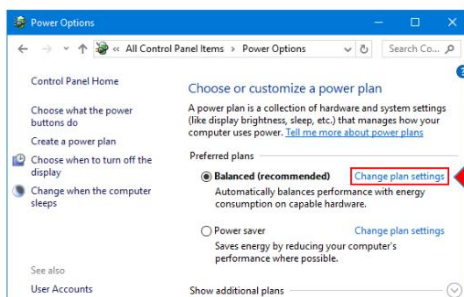 Power Options
« All Control Panel Items > Power Options
Search Co...
Control Panel Home
Choose what the power
buttons do
Create a power plan
Choose when to turn off the
display
Change when the computer
sleeps
See also
User Accounts
Choose or customize a power plan
A power plan is a collection of hardware and system settings
(like display brightness, sleep, etc.) that manages how your
computer uses power. Tell me more about power plans
Preferred plans
Balanced (recommended) Change plan settings
Automatically balances performance with energy
consumption on capable hardware.
Power saver Change plan settings
Saves energy by reducing your computer's
performance where possible.
Show additional plans